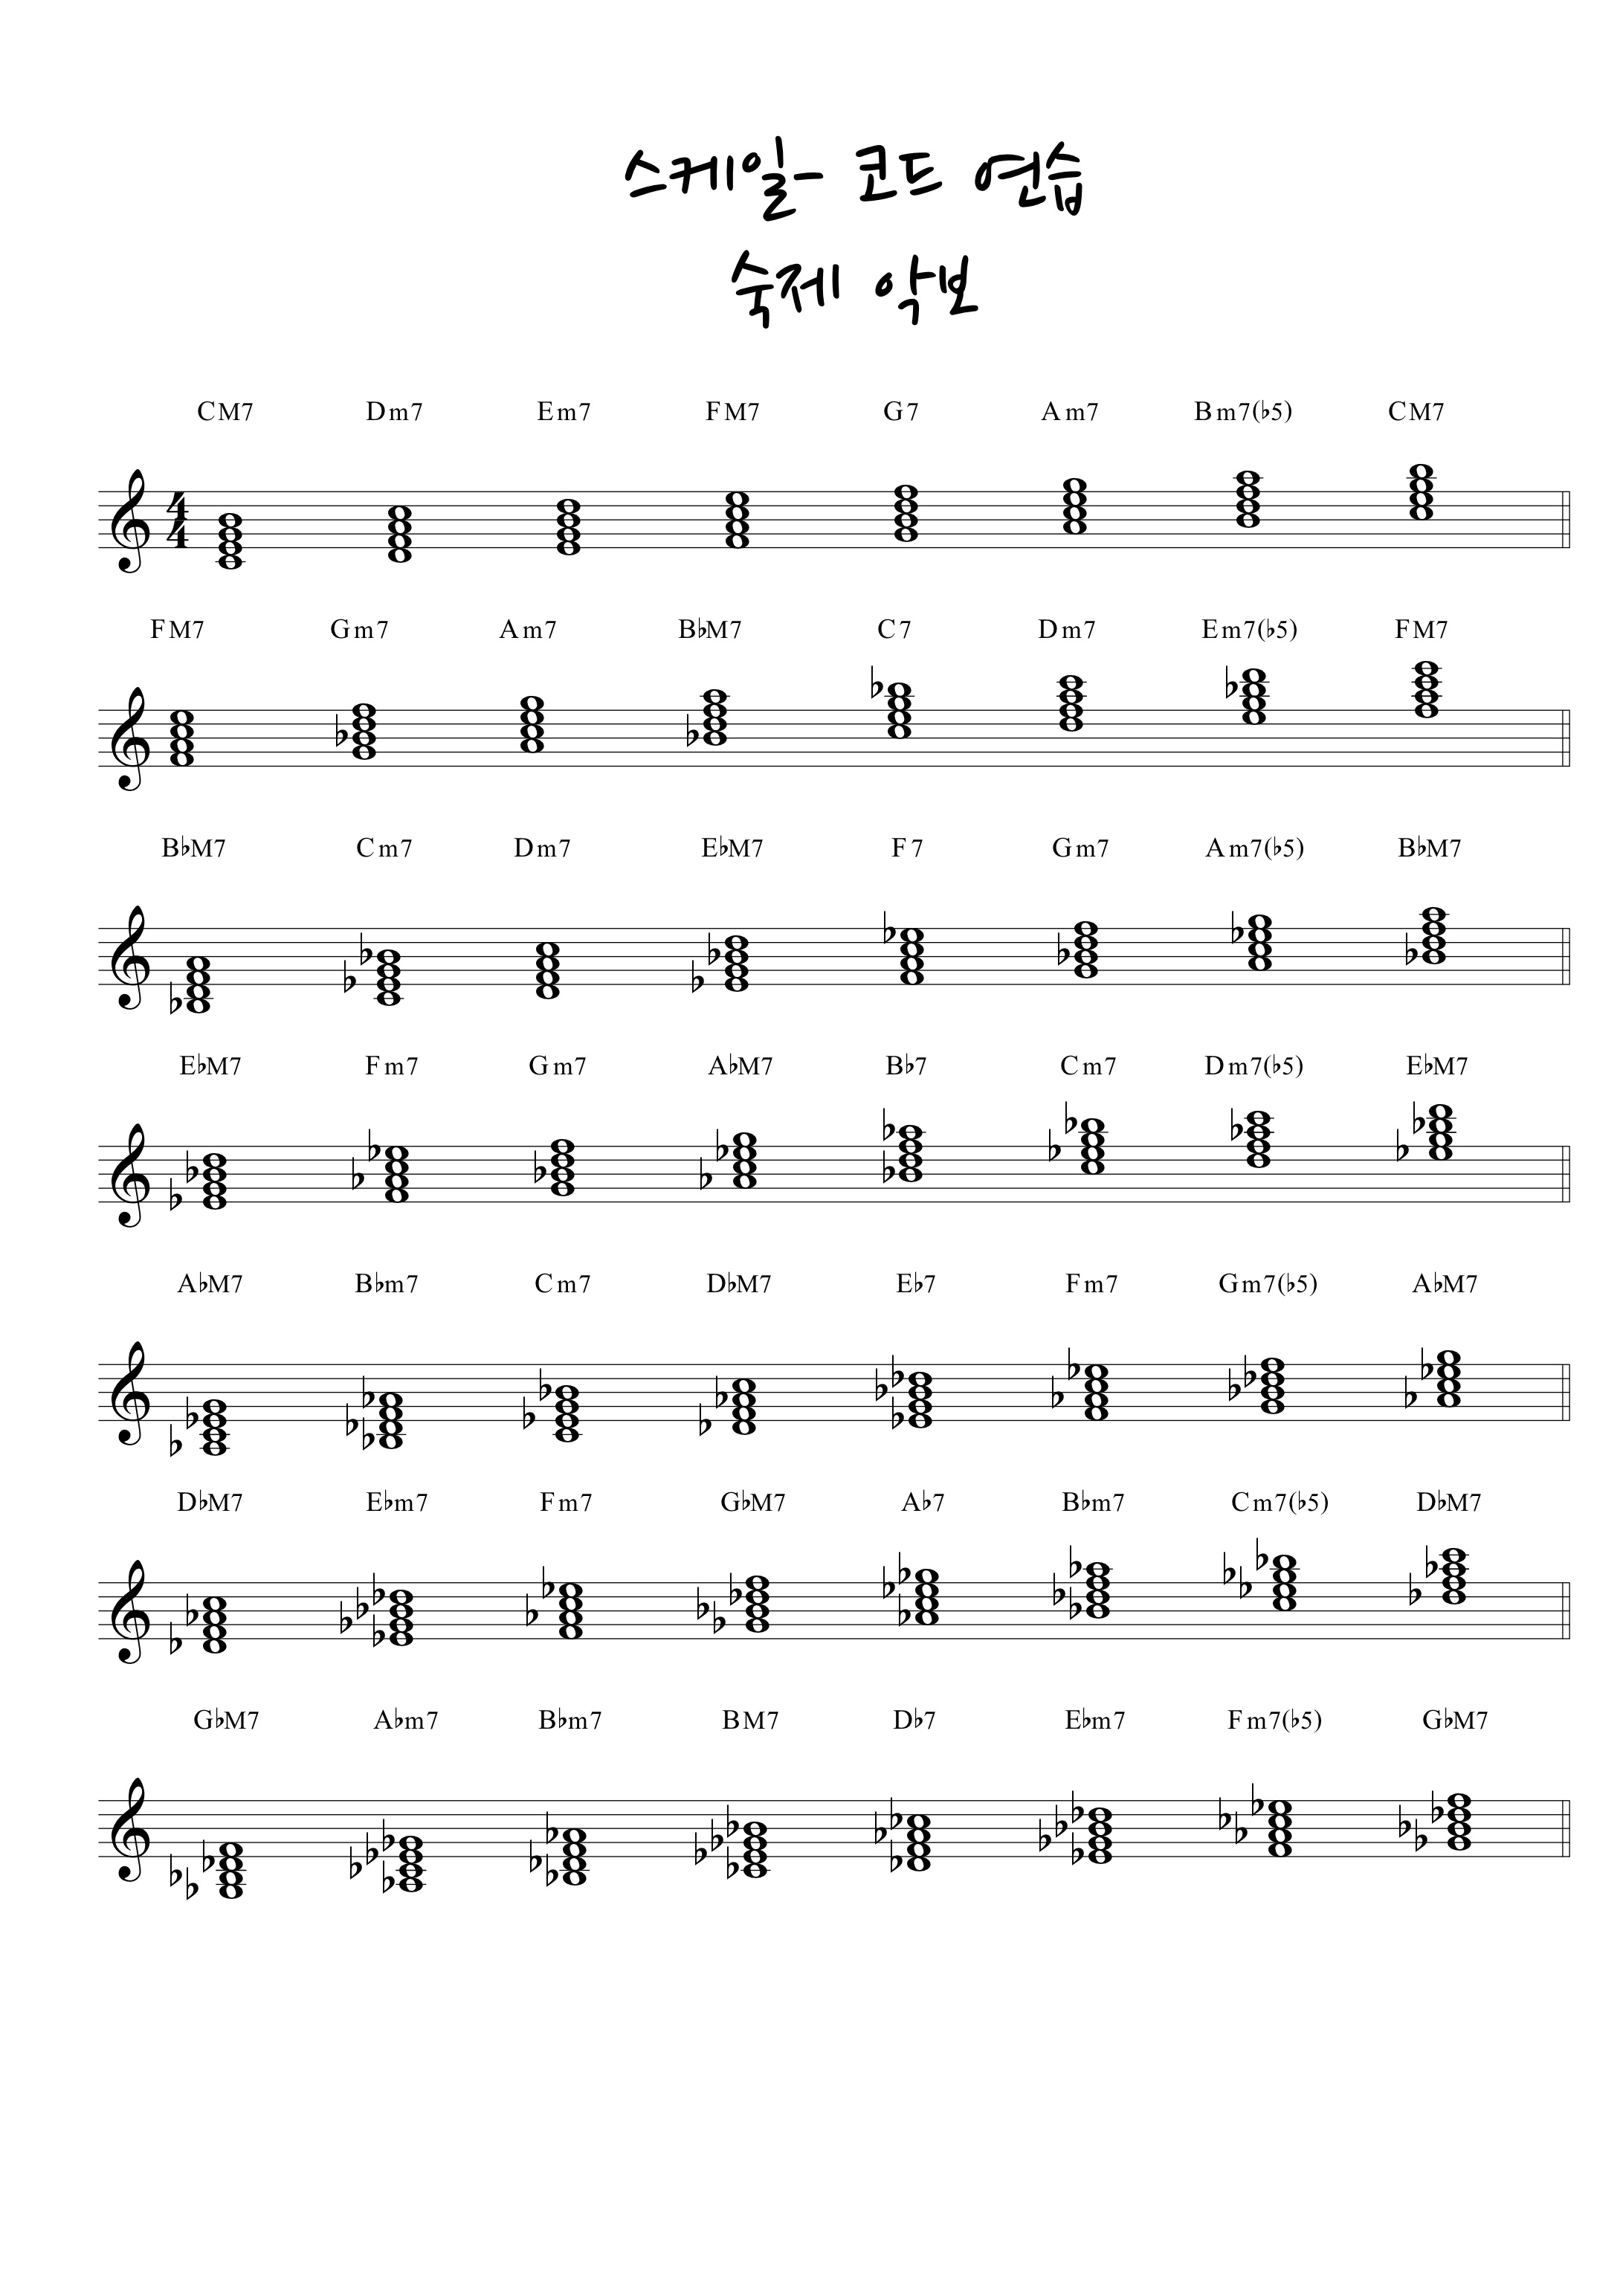 스케일- 코드 연습
숙제 악보
CM7 Dm7 Em7 FM7 G7 Am7 Bm7(♭5) CM7
4
4
FM7 Gm7 Am7 B♭M7 C7 Dm7 Em7(♭5) FM7
B♭M7 Cm7 Dm7 E♭M7 F7 Gm7 Am7(♭5) B♭M7
E♭M7 Fm7 Gm7 A♭M7 B♭7 Cm7 Dm7(♭5) E♭M7
A♭M7 B♭m7 Cm7 D♭M7 E♭7 Fm7 Gm7(♭5) A♭M7
D♭M7 E♭m7 Fm7 G♭M7 A♭7 B♭m7 Cm7(♭5) D♭M7
G♭M7 A♭m7 B♭m7 BM7 D♭7 E♭m7 Fm7(♭5) G♭M7